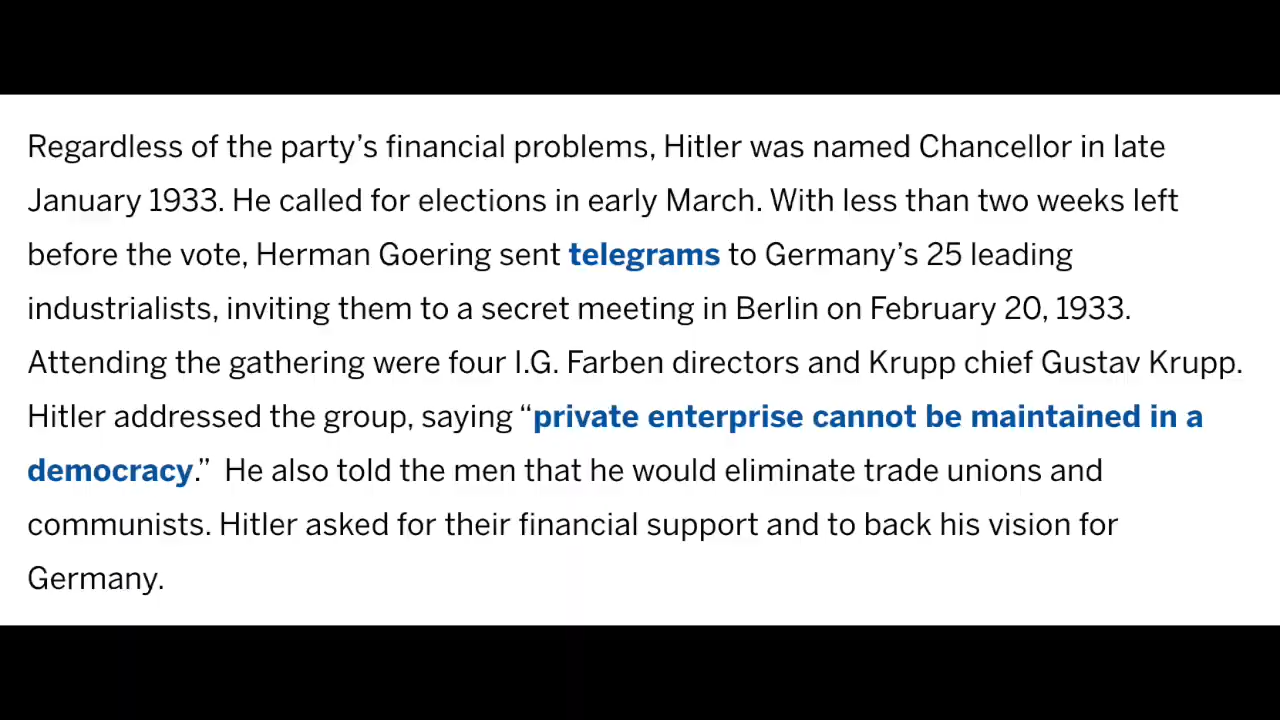 Regardless of the party’s financial problems, Hitler was named Chancellor in late
January 1933. He called for elections in early March. With less than two weeks left
before the vote, Herman Goering sent telegrams to Germany’s 25 leading
industrialists, inviting them to a secret meeting in Berlin on February 20, 1933.
Attending the gathering were four I.G. Farben directors and Krupp chief Gustav Krupp.
Hitler addressed the group, saying “private enterprise cannot be maintained in a
democracy.”  He also told the men that he would eliminate trade unions and
communists. Hitler asked for their financial support and to back his vision for
Germany.